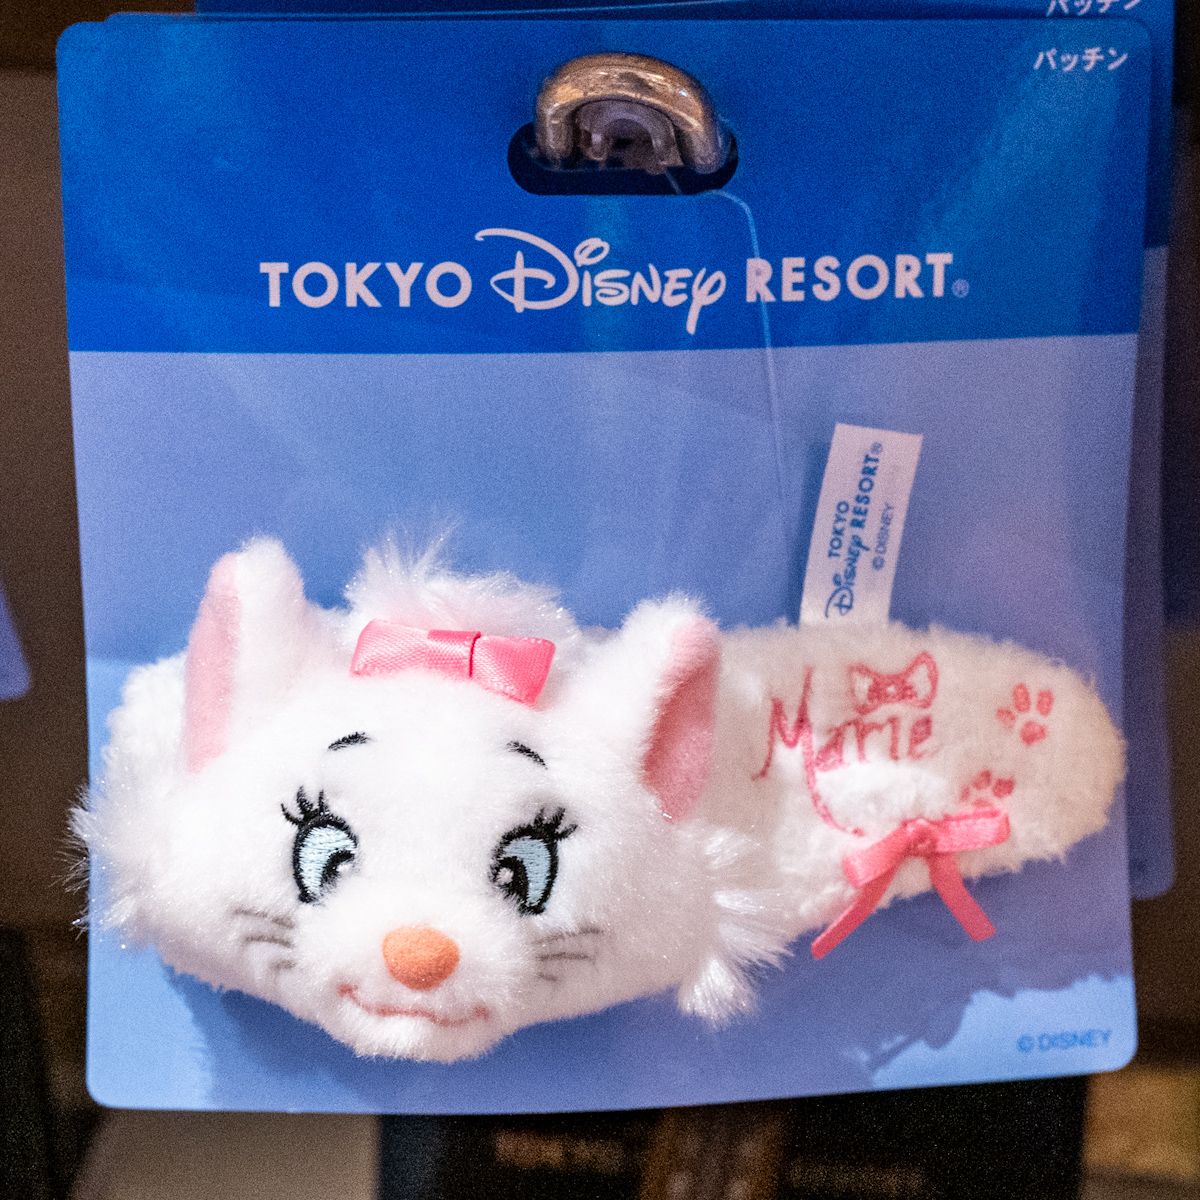 パッチン
パッチン
TOKYO Disney RESORT®
TOKYO
Disney RESORT®
© DISNEY
Marie
© DISNEY